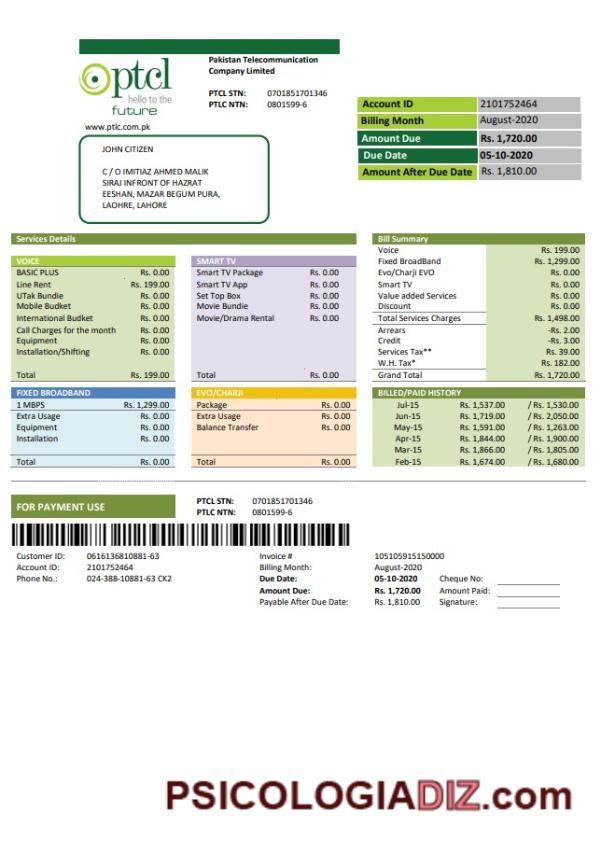 ptcl
hello to the
future
www.ptlc.com.pk
Pakistan Telecommunication
Company Limited
PTCL STN: 0701851701346
PTLC NTN: 0801599-6
Account ID 2101752464
Billing Month August-2020
Amount Due Rs. 1,720.00
Due Date 05-10-2020
Amount After Due Date Rs. 1,810.00
JOHN CITIZEN
C / O IMITIAZ AHMED MALIK
SIRAJ INFRONT OF HAZRAT
EESHAN, MAZAR BEGUM PURA,
LAOHRE, LAHORE
Services Details
VOICE
BASIC PLUS Rs. 0.00
Line Rent Rs. 199.00
UTak Bundie Rs. 0.00
Mobile Budket Rs. 0.00
International Budket Rs. 0.00
Call Charges for the month Rs. 0.00
Equipment Rs. 0.00
Installation/Shifting Rs. 0.00
Total Rs. 199.00
SMART TV
Smart TV Package Rs. 0.00
Smart TV App Rs. 0.00
Set Top Box Rs. 0.00
Movie Bundie Rs. 0.00
Movie/Drama Rental Rs. 0.00
Total Rs. 0.00
Bill Summary
Voice Rs. 199.00
Fixed BroadBand Rs. 1,299.00
Evo/Charji EVO Rs. 0.00
Smart TV Rs. 0.00
Value added Services Rs. 0.00
Discount Rs. 0.00
Total Services Charges Rs. 1,498.00
Arrears -Rs. 2.00
Credit -Rs. 3.00
Services Tax** Rs. 39.00
W.H. Tax* Rs. 182.00
Grand Total Rs. 1,720.00
FIXED BROADBAND
1 MBPS Rs. 1,299.00
Extra Usage Rs. 0.00
Equipment Rs. 0.00
Installation Rs. 0.00
Total Rs. 0.00
EVO/CHARJI
Package Rs. 0.00
Extra Usage Rs. 0.00
Balance Transfer Rs. 0.00
Total Rs. 0.00
BILLED/PAID HISTORY
Jul-15 Rs. 1,537.00 / Rs. 1,530.00
Jun-15 Rs. 1,719.00 / Rs. 2,050.00
May-15 Rs. 1,591.00 / Rs. 1,263.00
Apr-15 Rs. 1,844.00 / Rs. 1,900.00
Mar-15 Rs. 1,866.00 / Rs. 1,805.00
Feb-15 Rs. 1,674.00 / Rs. 1,680.00
FOR PAYMENT USE
PTCL STN: 0701851701346
PTLC NTN: 0801599-6
Customer ID: 0616136810881-63
Account ID: 2101752464
Phone No.: 024-388-10881-63 CK2
Invoice # 105105915150000
Billing Month: August-2020
Due Date: 05-10-2020 Cheque No:
Amount Due: Rs. 1,720.00 Amount Paid:
Payable After Due Date: Rs. 1,810.00 Signature:
PSICOLOGIADIZ.com